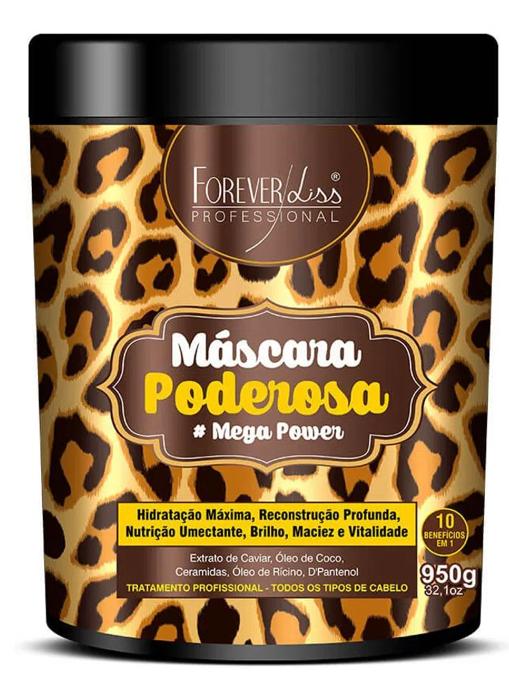 FOREVER Liss ®
PROFESSIONAL
Máscara
Poderosa
# Mega Power
Hidratação Máxima, Reconstrução Profunda,
Nutrição Umectante, Brilho, Maciez e Vitalidade
10
BENEFÍCIOS
EM 1
Extrato de Caviar, Óleo de Coco,
Ceramidas, Óleo de Rícino, D'Pantenol
TRATAMENTO PROFISSIONAL - TODOS OS TIPOS DE CABELO
950g
32,1oz